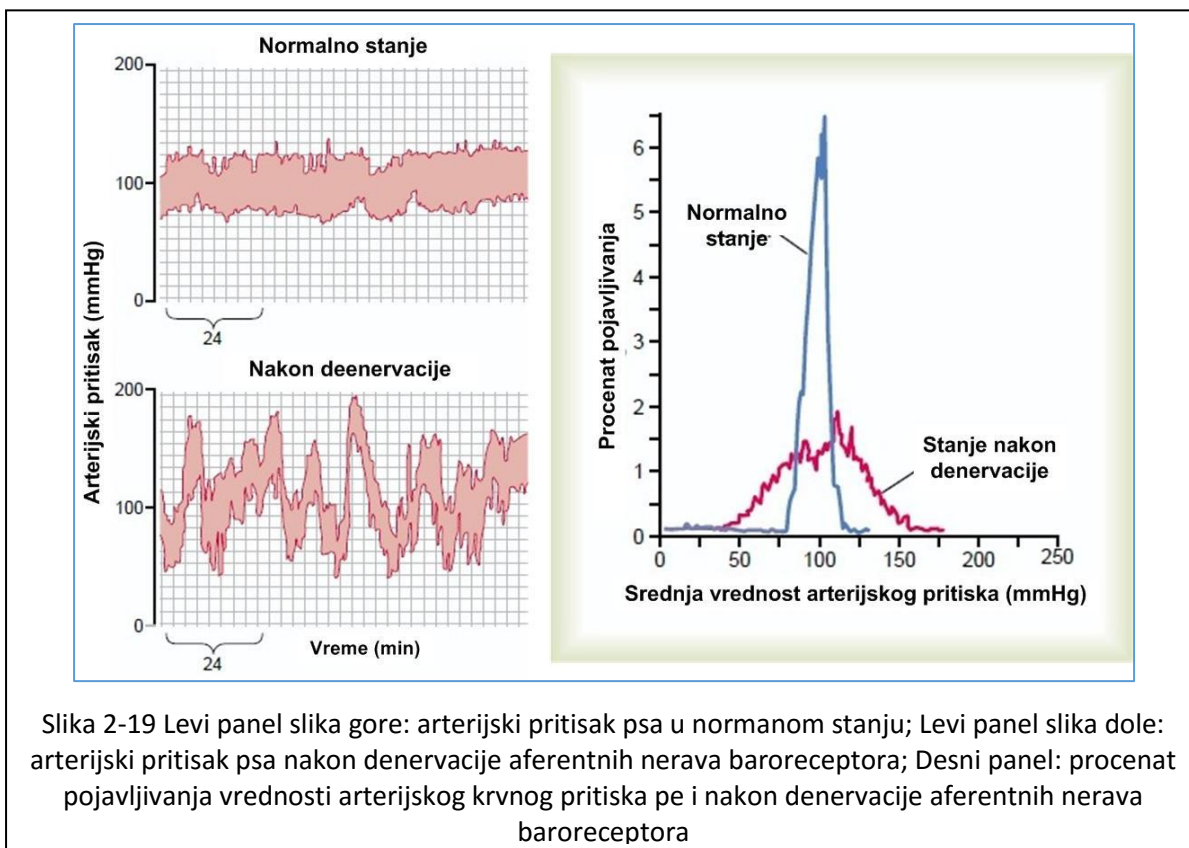 Normalno stanje
200
100
0
24
Arterijski pritisak (mmHg)
Nakon deenervacije
200
100
0
24
Vreme (min)
6
5
4
3
2
1
0
Procenat pojavljivanja
Normalno
stanje
Stanje nakon
denervacije
0 50 100 150 200 250
Srednja vrednost arterijskog pritiska (mmHg)
Slika 2-19 Levi panel slika gore: arterijski pritisak psa u normanom stanju; Levi panel slika dole:
arterijski pritisak psa nakon denervacije aferentnih nerava baroreceptora; Desni panel: procenat
pojavljivanja vrednosti arterijskog krvnog pritiska pe i nakon denervacije aferentnih nerava
baroreceptora